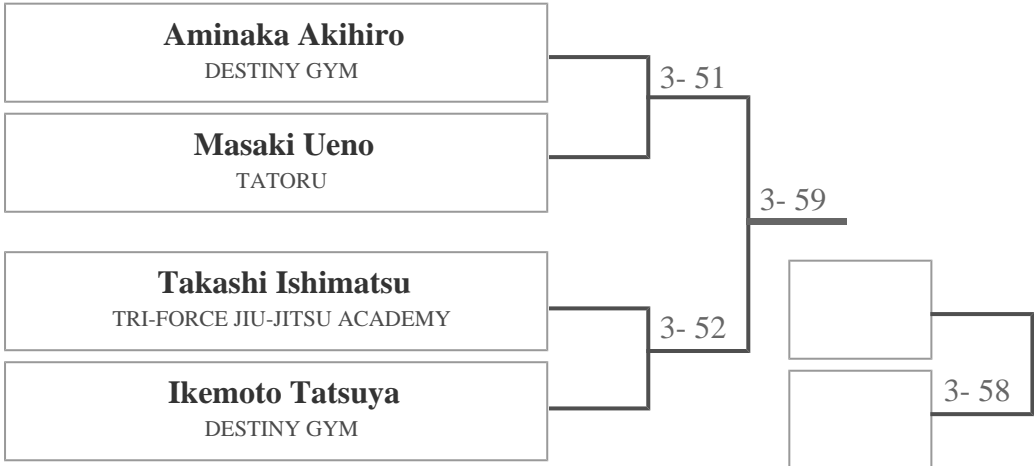 Aminaka Akihiro
DESTINY GYM
3- 51
Masaki Ueno
TATORU
3- 59
Takashi Ishimatsu
TRI-FORCE JIU-JITSU ACADEMY
3- 52
Ikemoto Tatsuya
DESTINY GYM
3- 58